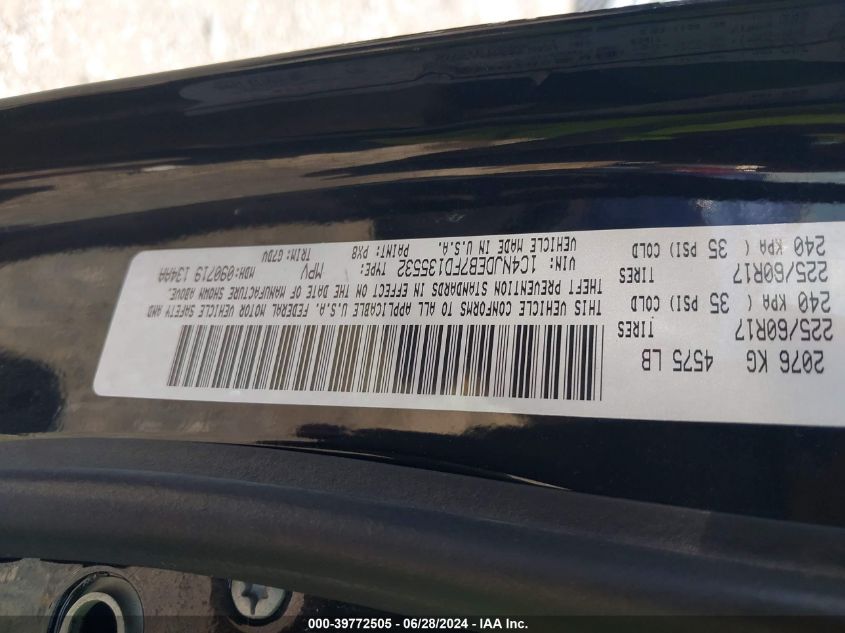 2076 KG 4575 LB
TIRES
225/60R17 240 KPA ( 35 PSI) COLD
TIRES
225/60R17 240 KPA ( 35 PSI) COLD
THIS VEHICLE CONFORMS TO ALL APPLICABLE U.S.A. FEDERAL MOTOR VEHICLE SAFETY AND
THEFT PREVENTION STANDARDS IN EFFECT ON THE DATE OF MANUFACTURE SHOWN ABOVE.
VIN: 1C4NJDEB7FD135532 TYPE: MPV MDH:090719 134AA
VEHICLE MADE IN U.S.A. PAINT: PX8 TRIM:G7DV
000-39772505 | 06/28/2024 - IAA Inc.